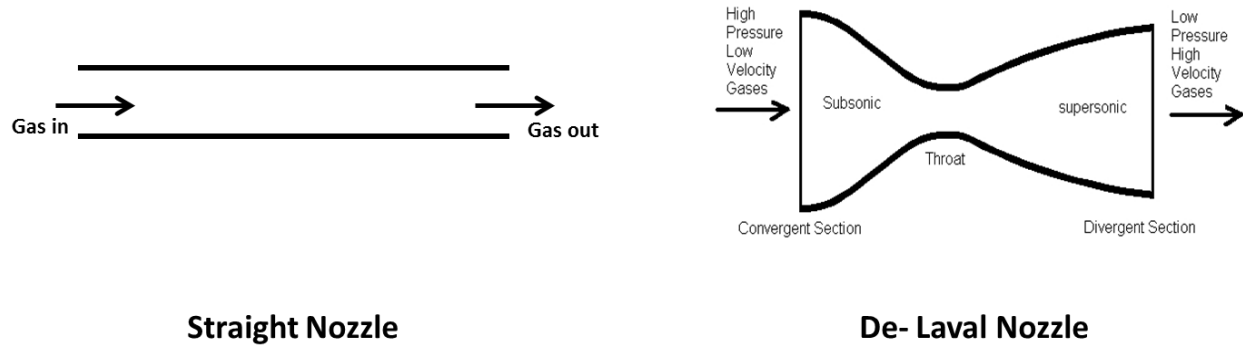 Gas in
Gas out
Straight Nozzle
High
Pressure
Low
Velocity
Gases
Subsonic
Throat
supersonic
Low
Pressure
High
Velocity
Gases
Convergent Section
Divergent Section
De- Laval Nozzle